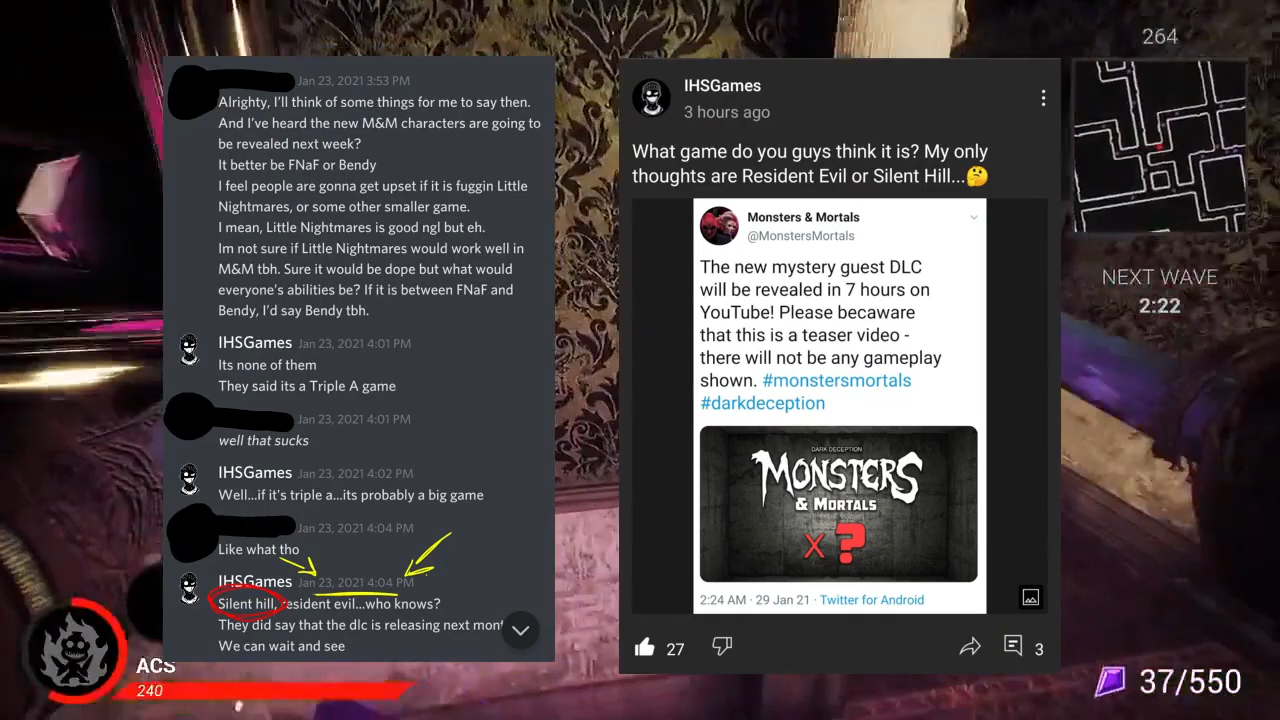 Jan 23, 2021 3:53 PM
Alrighty, I'll think of some things for me to say then.
And I've heard the new M&M characters are going to
be revealed next week?
It better be FNaF or Bendy
I feel people are gonna get upset if it is fuggin Little
Nightmares, or some other smaller game.
I mean, Little Nightmares is good ngl but eh.
Im not sure if Little Nightmares would work well in
M&M tbh. Sure it would be dope but what would
everyone's abilities be? If it is between FNaF and
Bendy, I'd say Bendy tbh.
IHSGames Jan 23, 2021 4:01 PM
Its none of them
They said its a Triple A game
Jan 23, 2021 4:01 PM
well that sucks
IHSGames Jan 23, 2021 4:02 PM
Well...if it's triple a...its probably a big game
Jan 23, 2021 4:04 PM
Like what tho
IHSGames Jan 23, 2021 4:04 PM
Silent hill, resident evil...who knows?
They did say that the dlc is releasing next mont
We can wait and see
IHSGames
3 hours ago
What game do you guys think it is? My only
thoughts are Resident Evil or Silent Hill...🤔
Monsters & Mortals
@MonstersMortals
The new mystery guest DLC
will be revealed in 7 hours on
YouTube! Please becaware
that this is a teaser video -
there will not be any gameplay
shown. #monstersmortals
#darkdeception
DARK DECEPTION
MONSTERS
& MORTALS
x ?
2:24 AM · 29 Jan 21 · Twitter for Android
27
3
264
NEXT WAVE
2:22
ACS
240
37/550